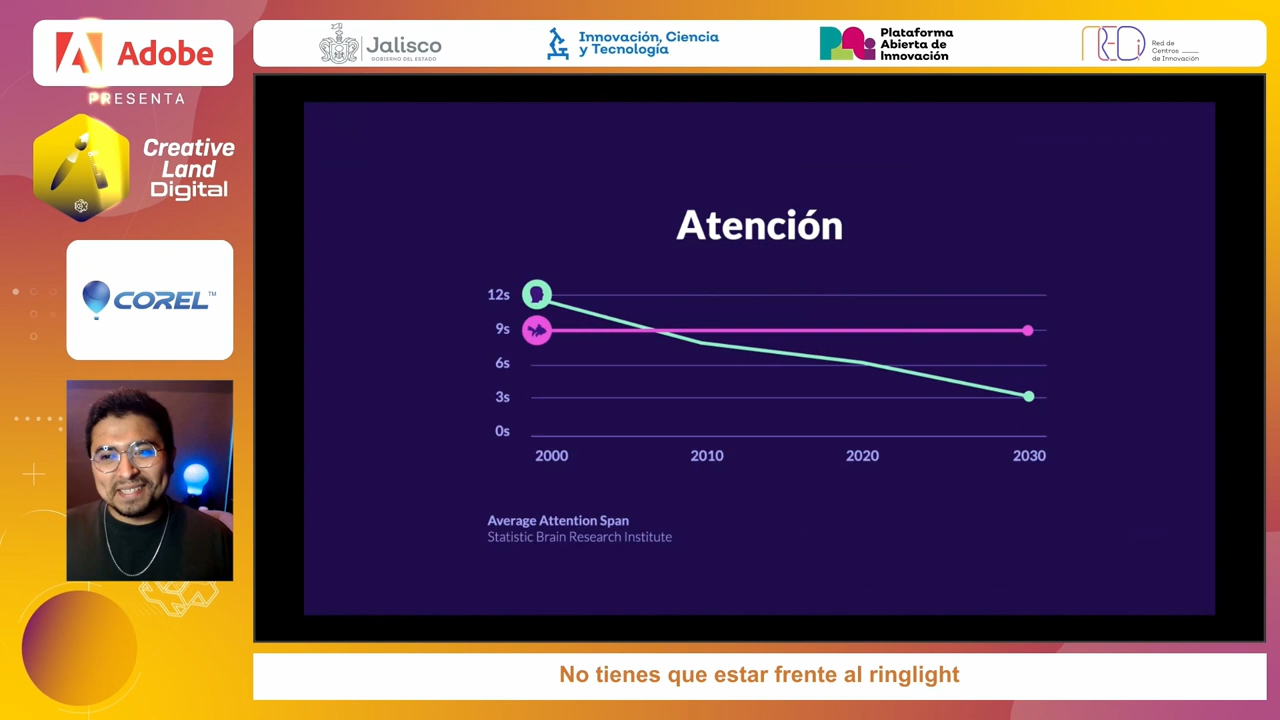 Adobe
PRESENTA
Creative
Land
Digital
COREL™
Jalisco
GOBIERNO DEL ESTADO
Innovación, Ciencia
y Tecnología
Plataforma
Abierta de
Innovación
REDi
Red de
Centros
de Innovación
Atención
12s
9s
6s
3s
0s
2000 2010 2020 2030
Average Attention Span
Statistic Brain Research Institute
No tienes que estar frente al ringlight